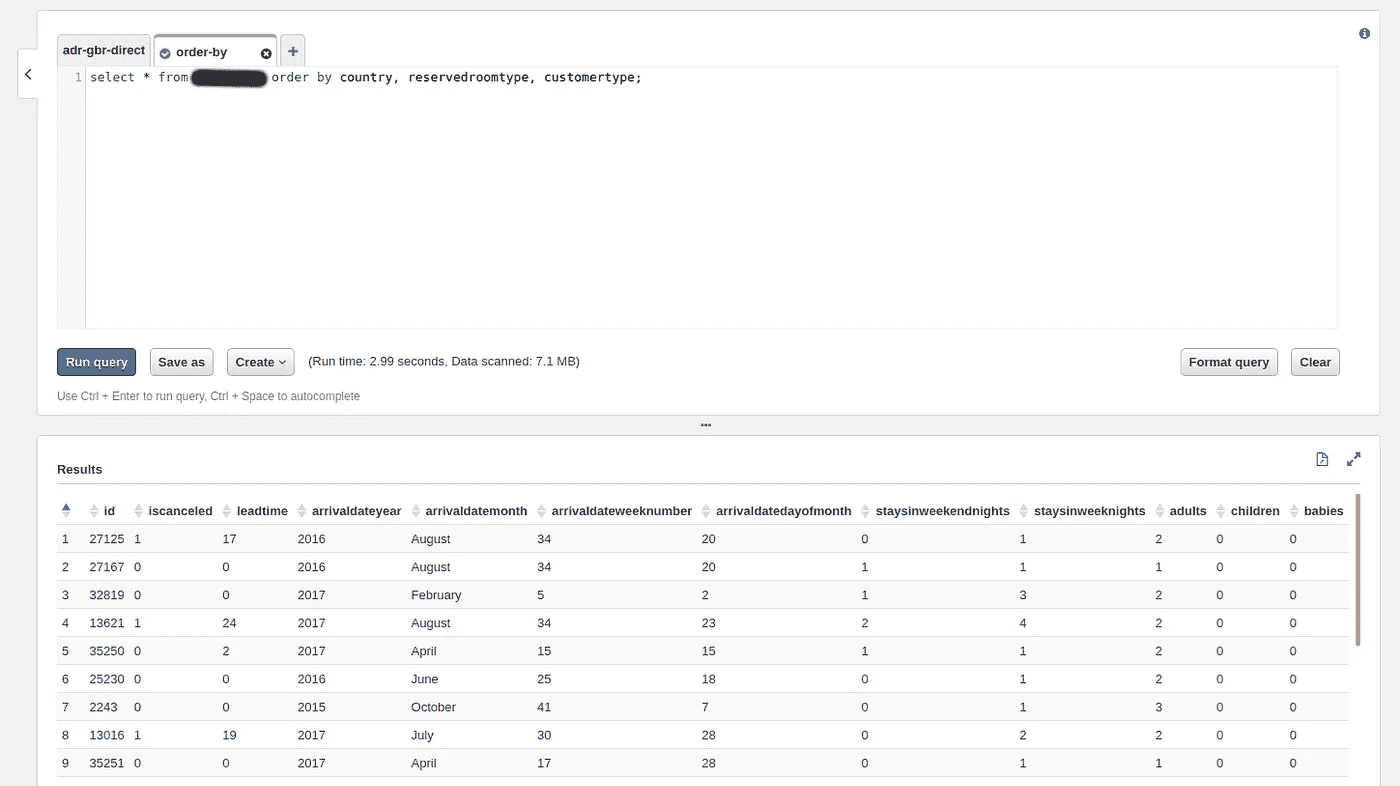 adr-gbr-direct order-by +
1 select * from order by country, reservedroomtype, customertype;
Run query Save as Create (Run time: 2.99 seconds, Data scanned: 7.1 MB) Format query Clear
Use Ctrl + Enter to run query, Ctrl + Space to autocomplete
Results
id iscanceled leadtime arrivaldateyear arrivaldatemonth arrivaldateweeknumber arrivaldatedayofmonth staysinweekendnights staysinweeknights adults children babies
1 27125 1 17 2016 August 34 20 0 1 2 0 0
2 27167 0 0 2016 August 34 20 1 1 1 0 0
3 32819 0 0 2017 February 5 2 1 3 2 0 0
4 13621 1 24 2017 August 34 23 2 4 2 0 0
5 35250 0 2 2017 April 15 15 1 1 2 0 0
6 25230 0 0 2016 June 25 18 0 1 2 0 0
7 2243 0 0 2015 October 41 7 0 1 3 0 0
8 13016 1 19 2017 July 30 28 0 2 2 0 0
9 35251 0 0 2017 April 17 28 0 1 1 0 0